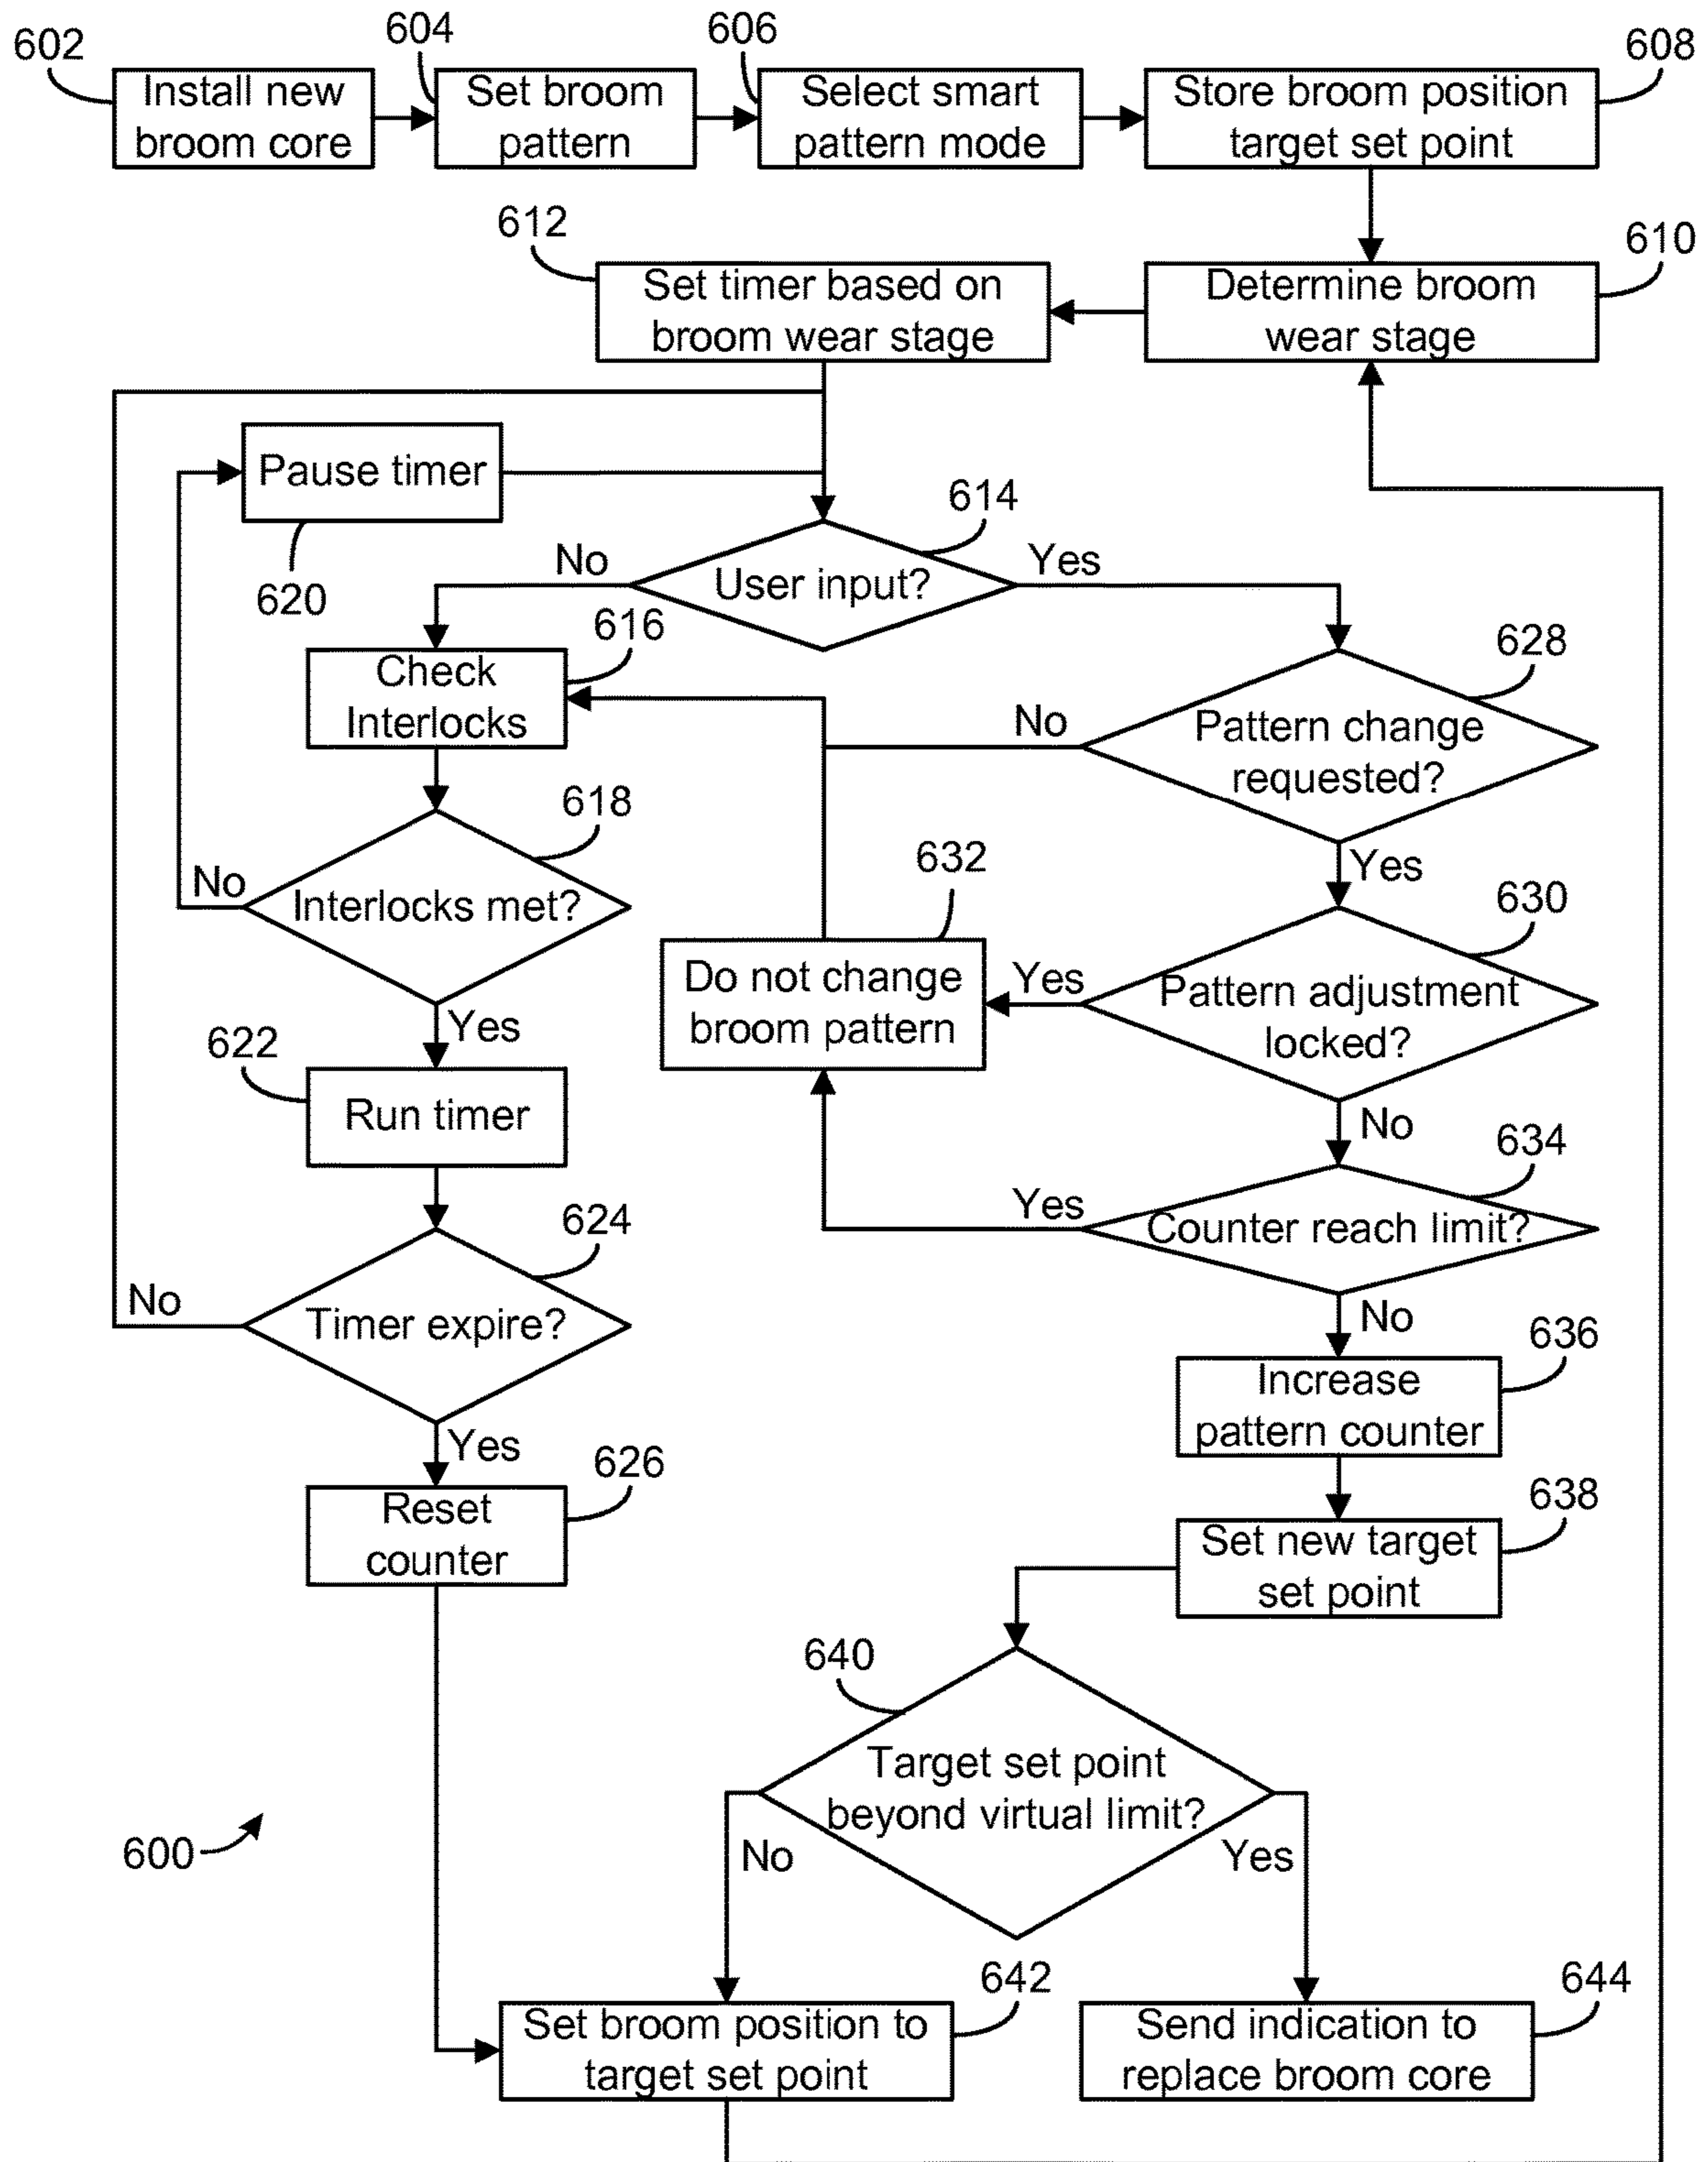 602
604
606
608
Install new
broom core
Set broom
pattern
Select smart
pattern mode
Store broom position
target set point
612
610
Set timer based on
broom wear stage
Determine broom
wear stage
Pause timer
620
614
User input?
No
Yes
616
Check
Interlocks
628
Pattern change
requested?
No
Yes
618
Interlocks met?
No
Yes
632
Do not change
broom pattern
630
Pattern adjustment
locked?
Yes
No
622
Run timer
634
Counter reach limit?
Yes
No
624
Timer expire?
No
Yes
636
Increase
pattern counter
626
Reset
counter
638
Set new target
set point
640
Target set point
beyond virtual limit?
No
Yes
600
642
Set broom position to
target set point
644
Send indication to
replace broom core